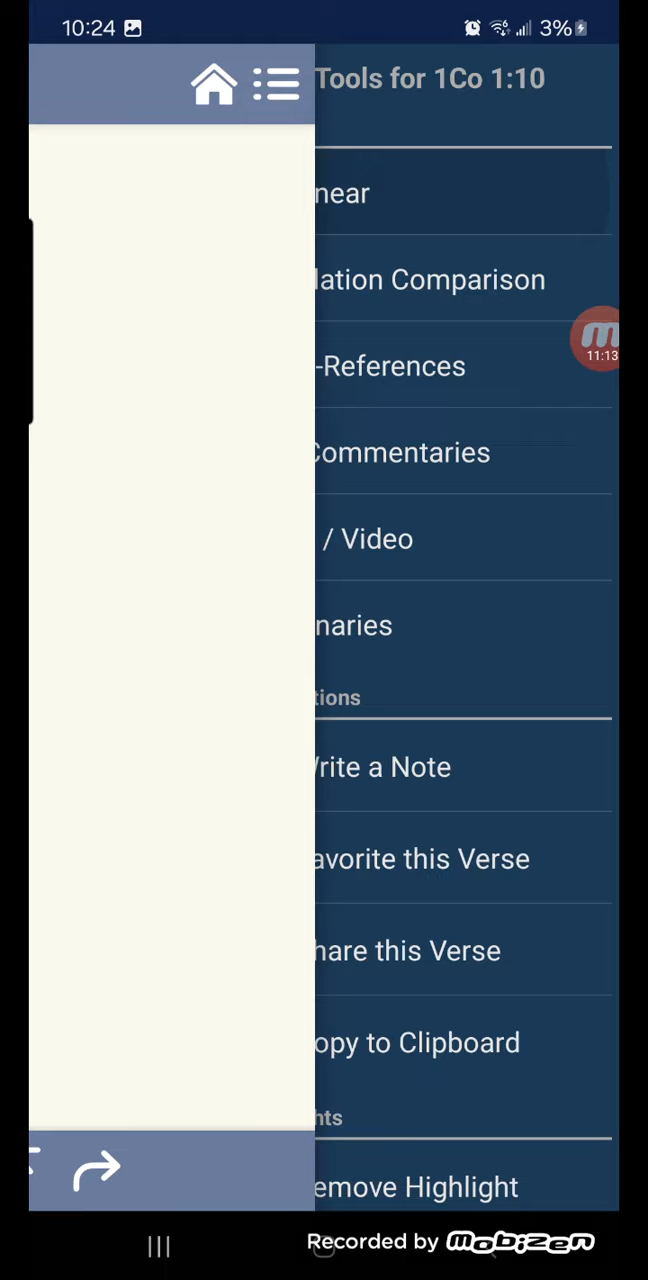 10:24 3%
Tools for 1Co 1:10
near
lation Comparison
11:13
-References
Commentaries
/ Video
naries
tions
rite a Note
avorite this Verse
hare this Verse
opy to Clipboard
hts
emove Highlight
Recorded by mobizen